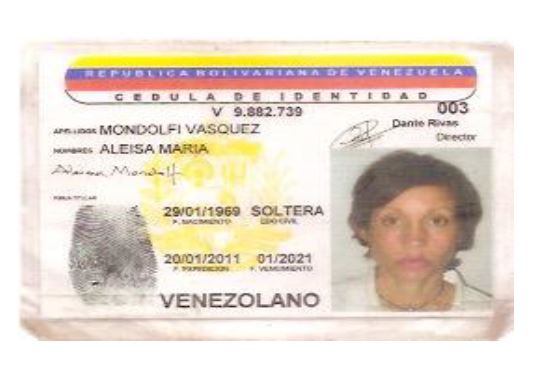 REPUBLICA BOLIVARIANA DE VENEZUELA
CEDULA DE IDENTIDAD
V 9.882.739 003
APELLIDOS MONDOLFI VASQUEZ Dante Rivas
Director
NOMBRES ALEISA MARIA
Aleisa Mondolfi
FIRMA TITULAR
29/01/1969 SOLTERA
F. NACIMIENTO EDO CIVIL
20/01/2011 01/2021
F. EXPEDICION F. VENCIMIENTO
VENEZOLANO